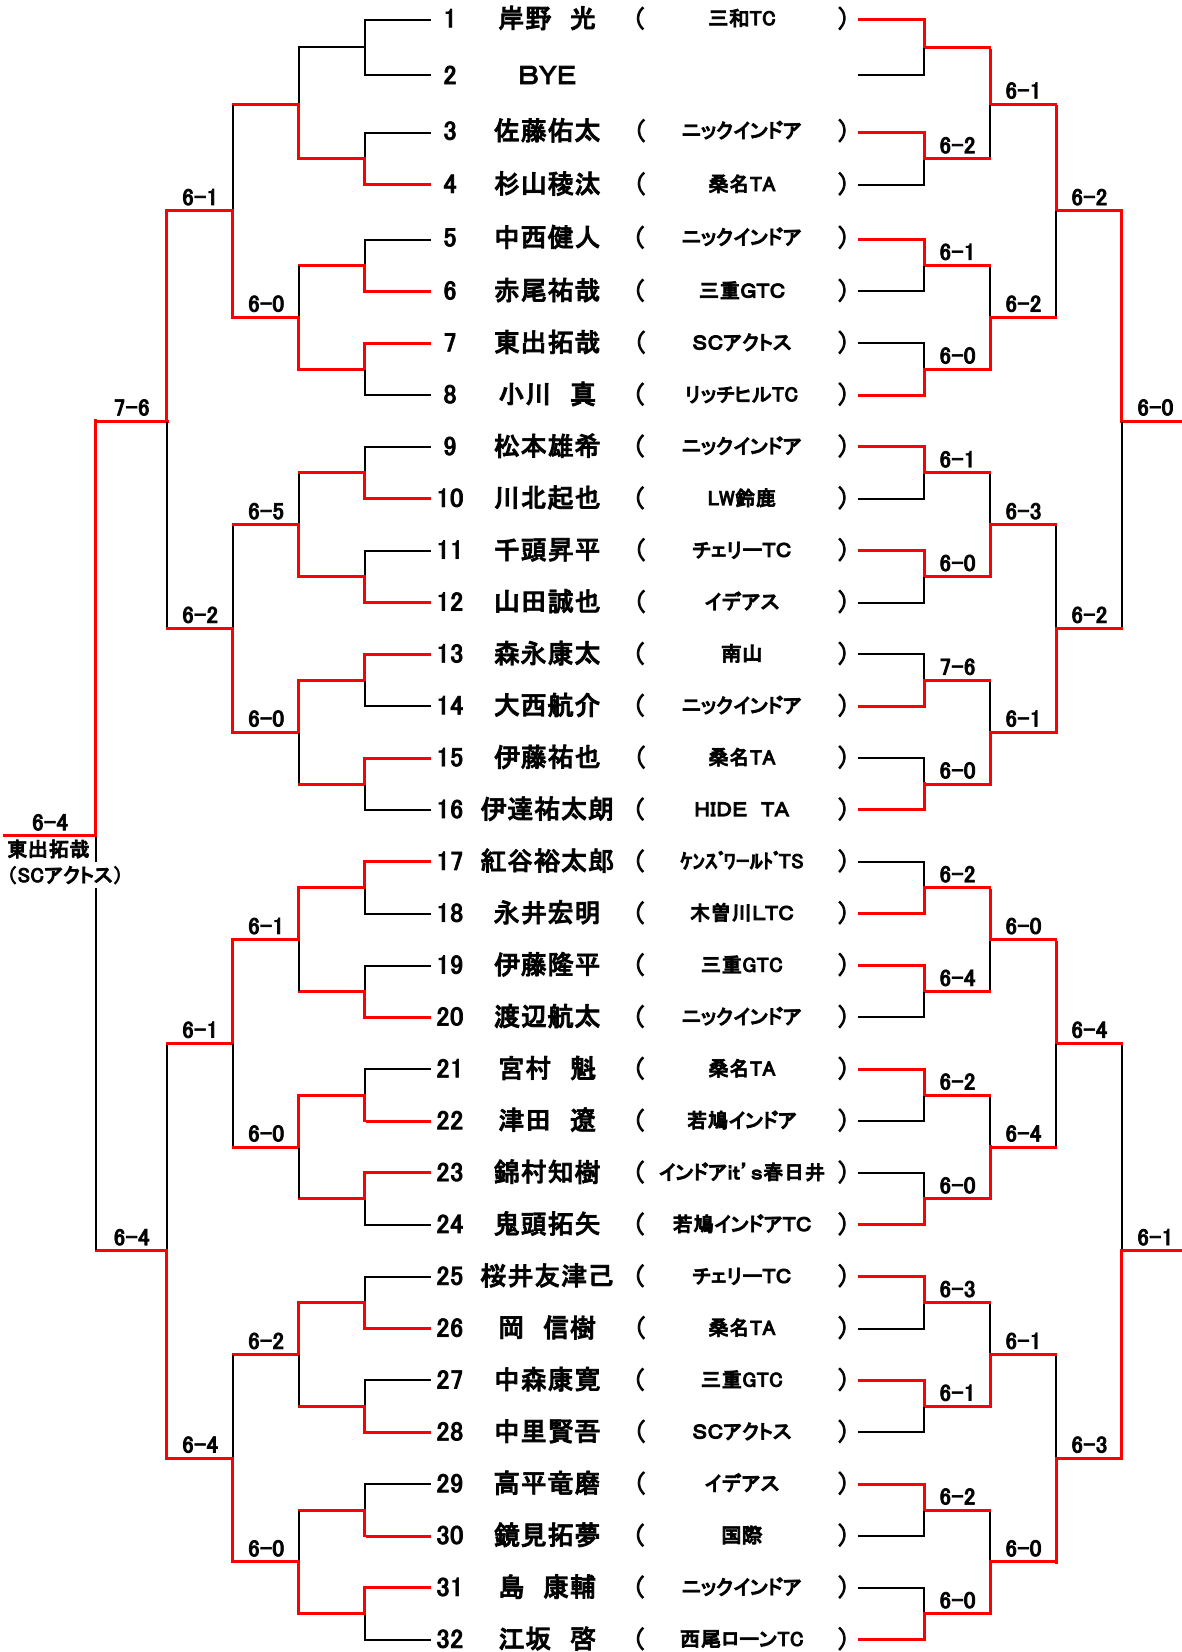 1 岸野 光 ( 三和TC )
2 BYE
6-1
3 佐藤佑太 ( ニックインドア )
6-2
4 杉山稜汰 ( 桑名TA )
6-1 6-2
5 中西健人 ( ニックインドア )
6-1
6 赤尾祐哉 ( 三重GTC )
6-0 6-2
7 東出拓哉 ( SCアクトス )
6-0
8 小川 真 ( リッチヒルTC )
7-6 6-0
9 松本雄希 ( ニックインドア )
6-1
10 川北起也 ( LW鈴鹿 )
6-5 6-3
11 千頭昇平 ( チェリーTC )
6-0
12 山田誠也 ( イデアス )
6-2 6-2
13 森永康太 ( 南山 )
7-6
14 大西航介 ( ニックインドア )
6-0 6-1
15 伊藤祐也 ( 桑名TA )
6-0
16 伊達祐太朗 ( HIDE TA )
6-4
東出拓哉
(SCアクトス)
17 紅谷裕太郎 ( ケンズワールドTS )
6-2
18 永井宏明 ( 木曽川LTC )
6-1 6-0
19 伊藤隆平 ( 三重GTC )
6-4
20 渡辺航太 ( ニックインドア )
6-1 6-4
21 宮村 魁 ( 桑名TA )
6-2
22 津田 遼 ( 若鳩インドア )
6-0 6-4
23 錦村知樹 ( インドアit's春日井 )
6-0
24 鬼頭拓矢 ( 若鳩インドアTC )
6-4 6-1
25 桜井友津己 ( チェリーTC )
6-3
26 岡 信樹 ( 桑名TA )
6-2 6-1
27 中森康寛 ( 三重GTC )
6-1
28 中里賢吾 ( SCアクトス )
6-4 6-3
29 高平竜磨 ( イデアス )
6-2
30 鏡見拓夢 ( 国際 )
6-0 6-0
31 島 康輔 ( ニックインドア )
6-0
32 江坂 啓 ( 西尾ローンTC )